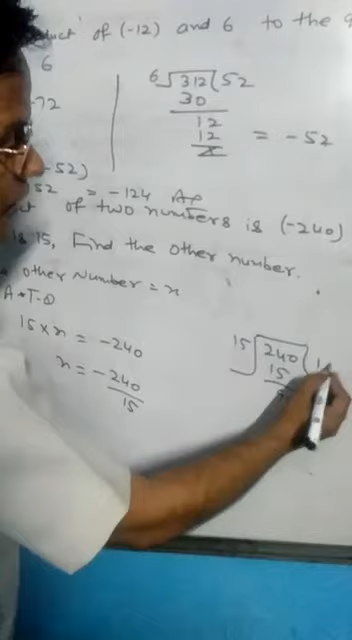 of (-12) and 6 to the
6
-72
6 312 52
30
12
12
= -52
-52)
52 = -124 Ans
of two numbers is (-240)
is 15, Find the other number.
other Number = x
A.T.Q
15 × x = -240
x = -240
15
15 240 1
15